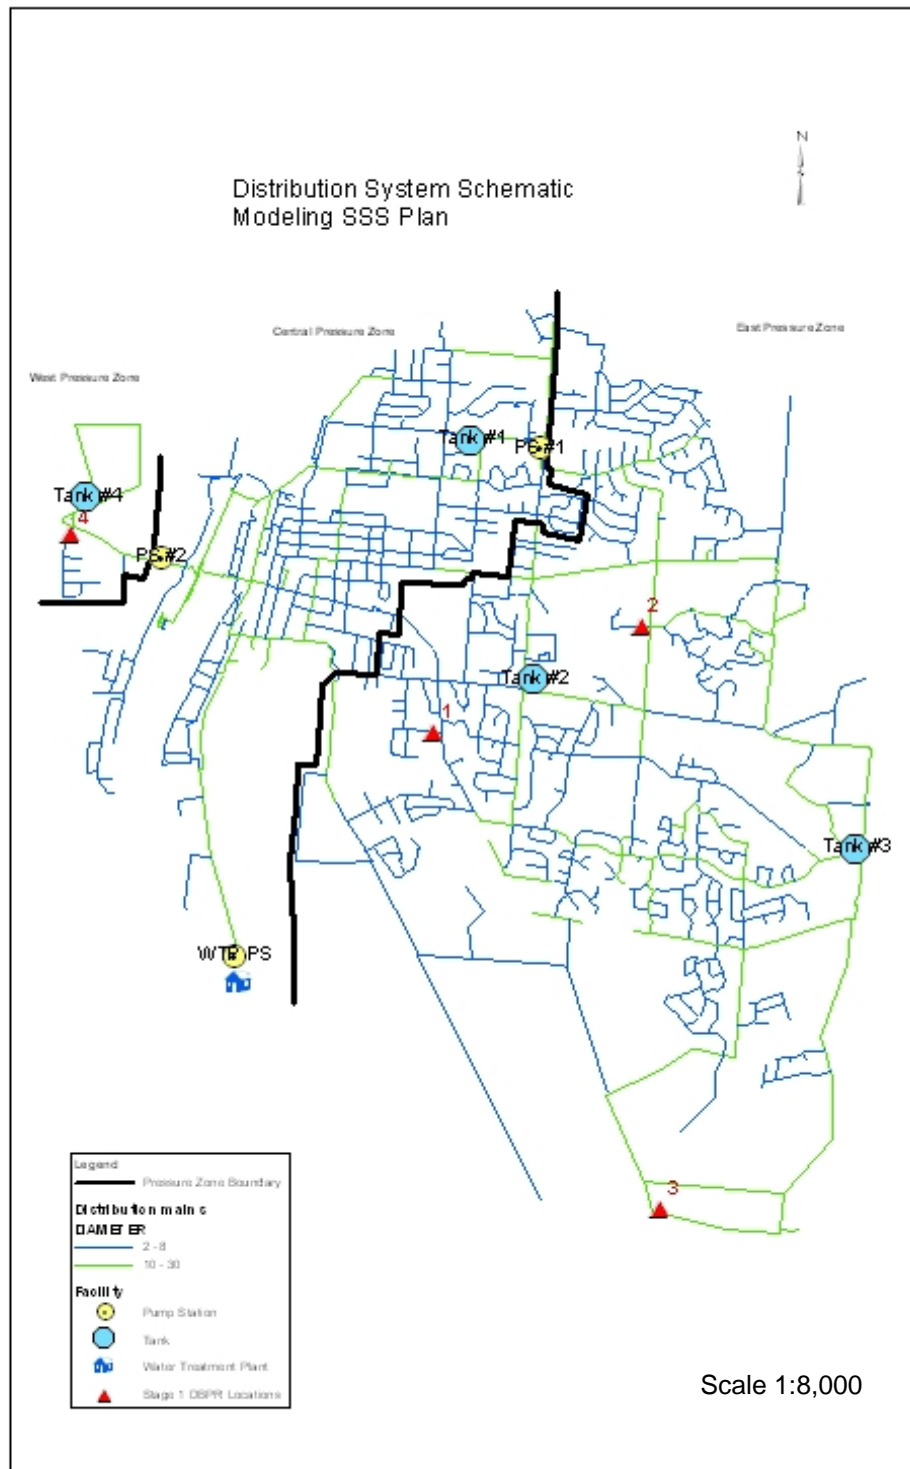 N
Distribution System Schematic
Modeling SSS Plan
Central Pressure Zone
East Pressure Zone
West Pressure Zone
Tank #1
PS #1
Tank #4
4
PS #2
2
Tank #2
1
Tank #3
WTP PS
3
Legend
Pressure Zone Boundary
Distribution mains
DIAMETER
2 - 8
10 - 30
Facility
Pump Station
Tank
Water Treatment Plant
Stage 1 DBPR Locations
Scale 1:8,000